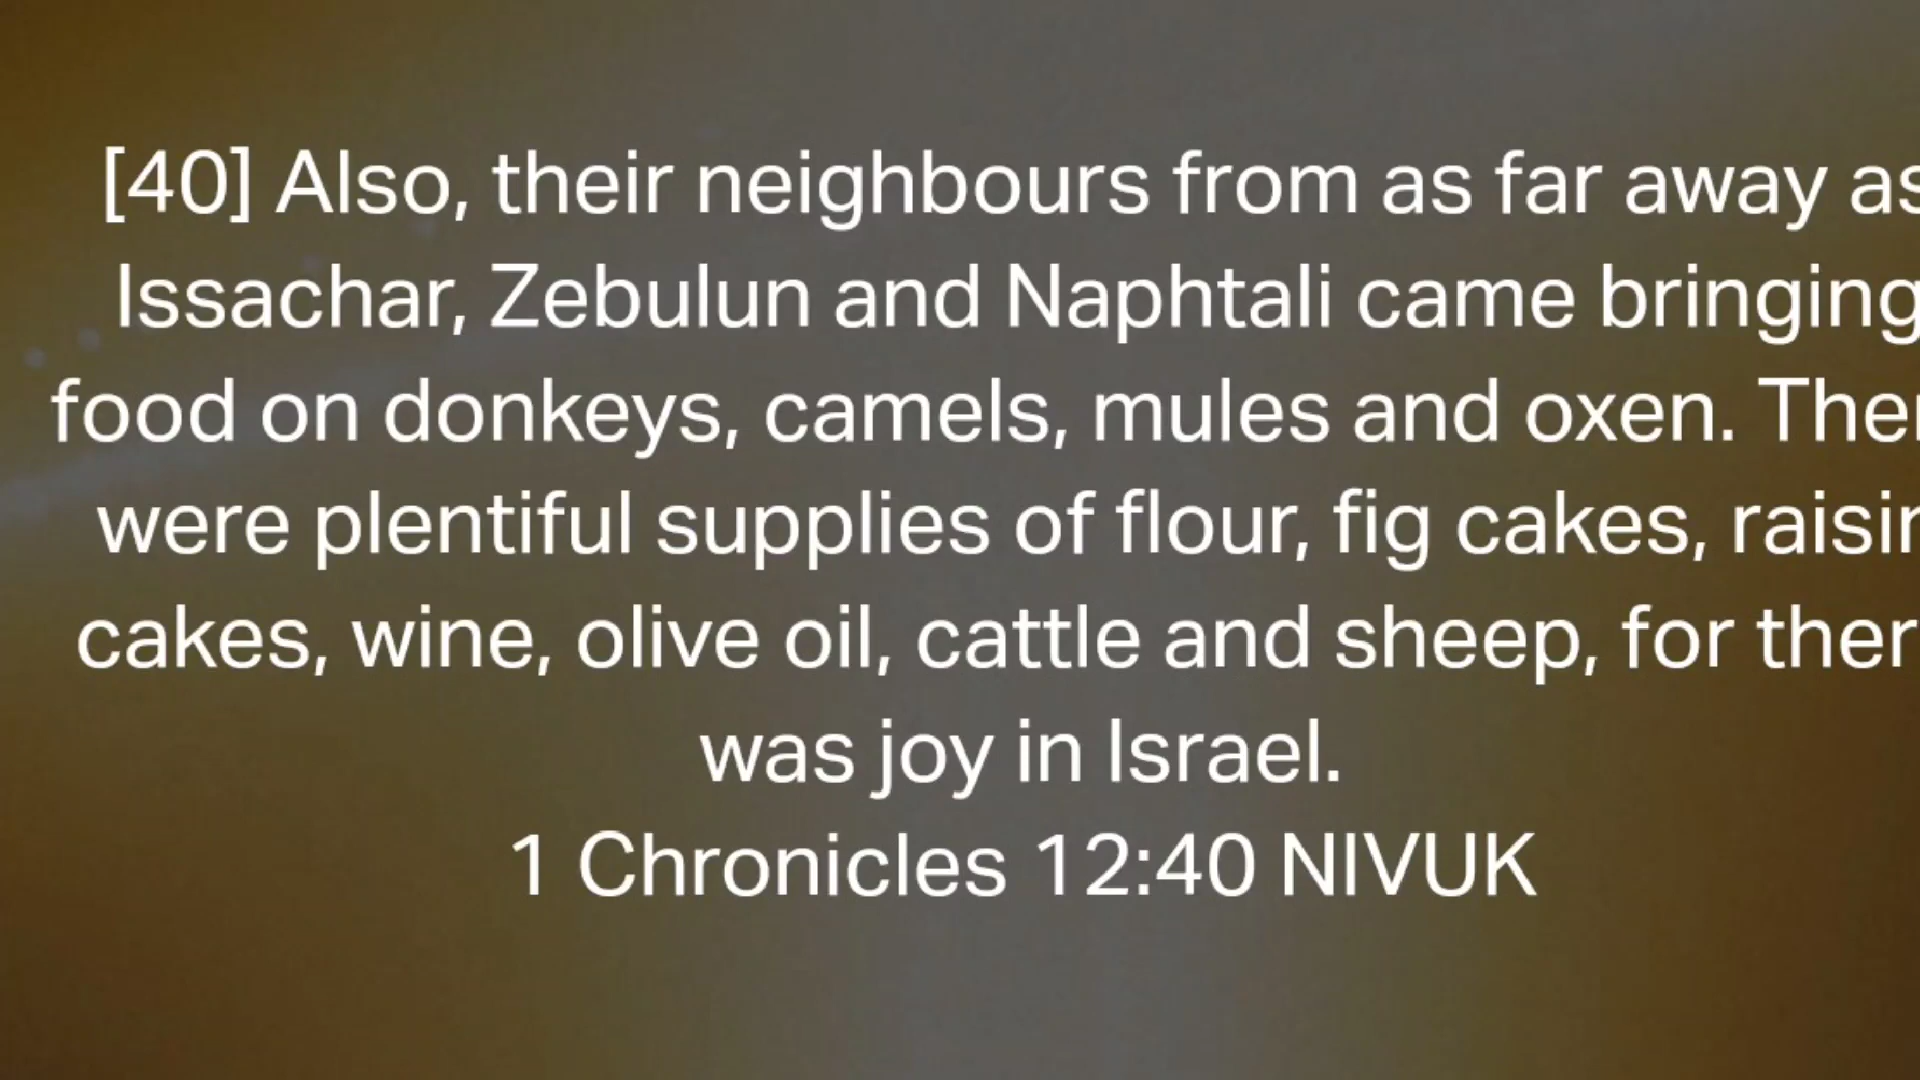 [40] Also, their neighbours from as far away as
Issachar, Zebulun and Naphtali came bringing
food on donkeys, camels, mules and oxen. Ther
were plentiful supplies of flour, fig cakes, raisin
cakes, wine, olive oil, cattle and sheep, for ther
was joy in Israel.
1 Chronicles 12:40 NIVUK